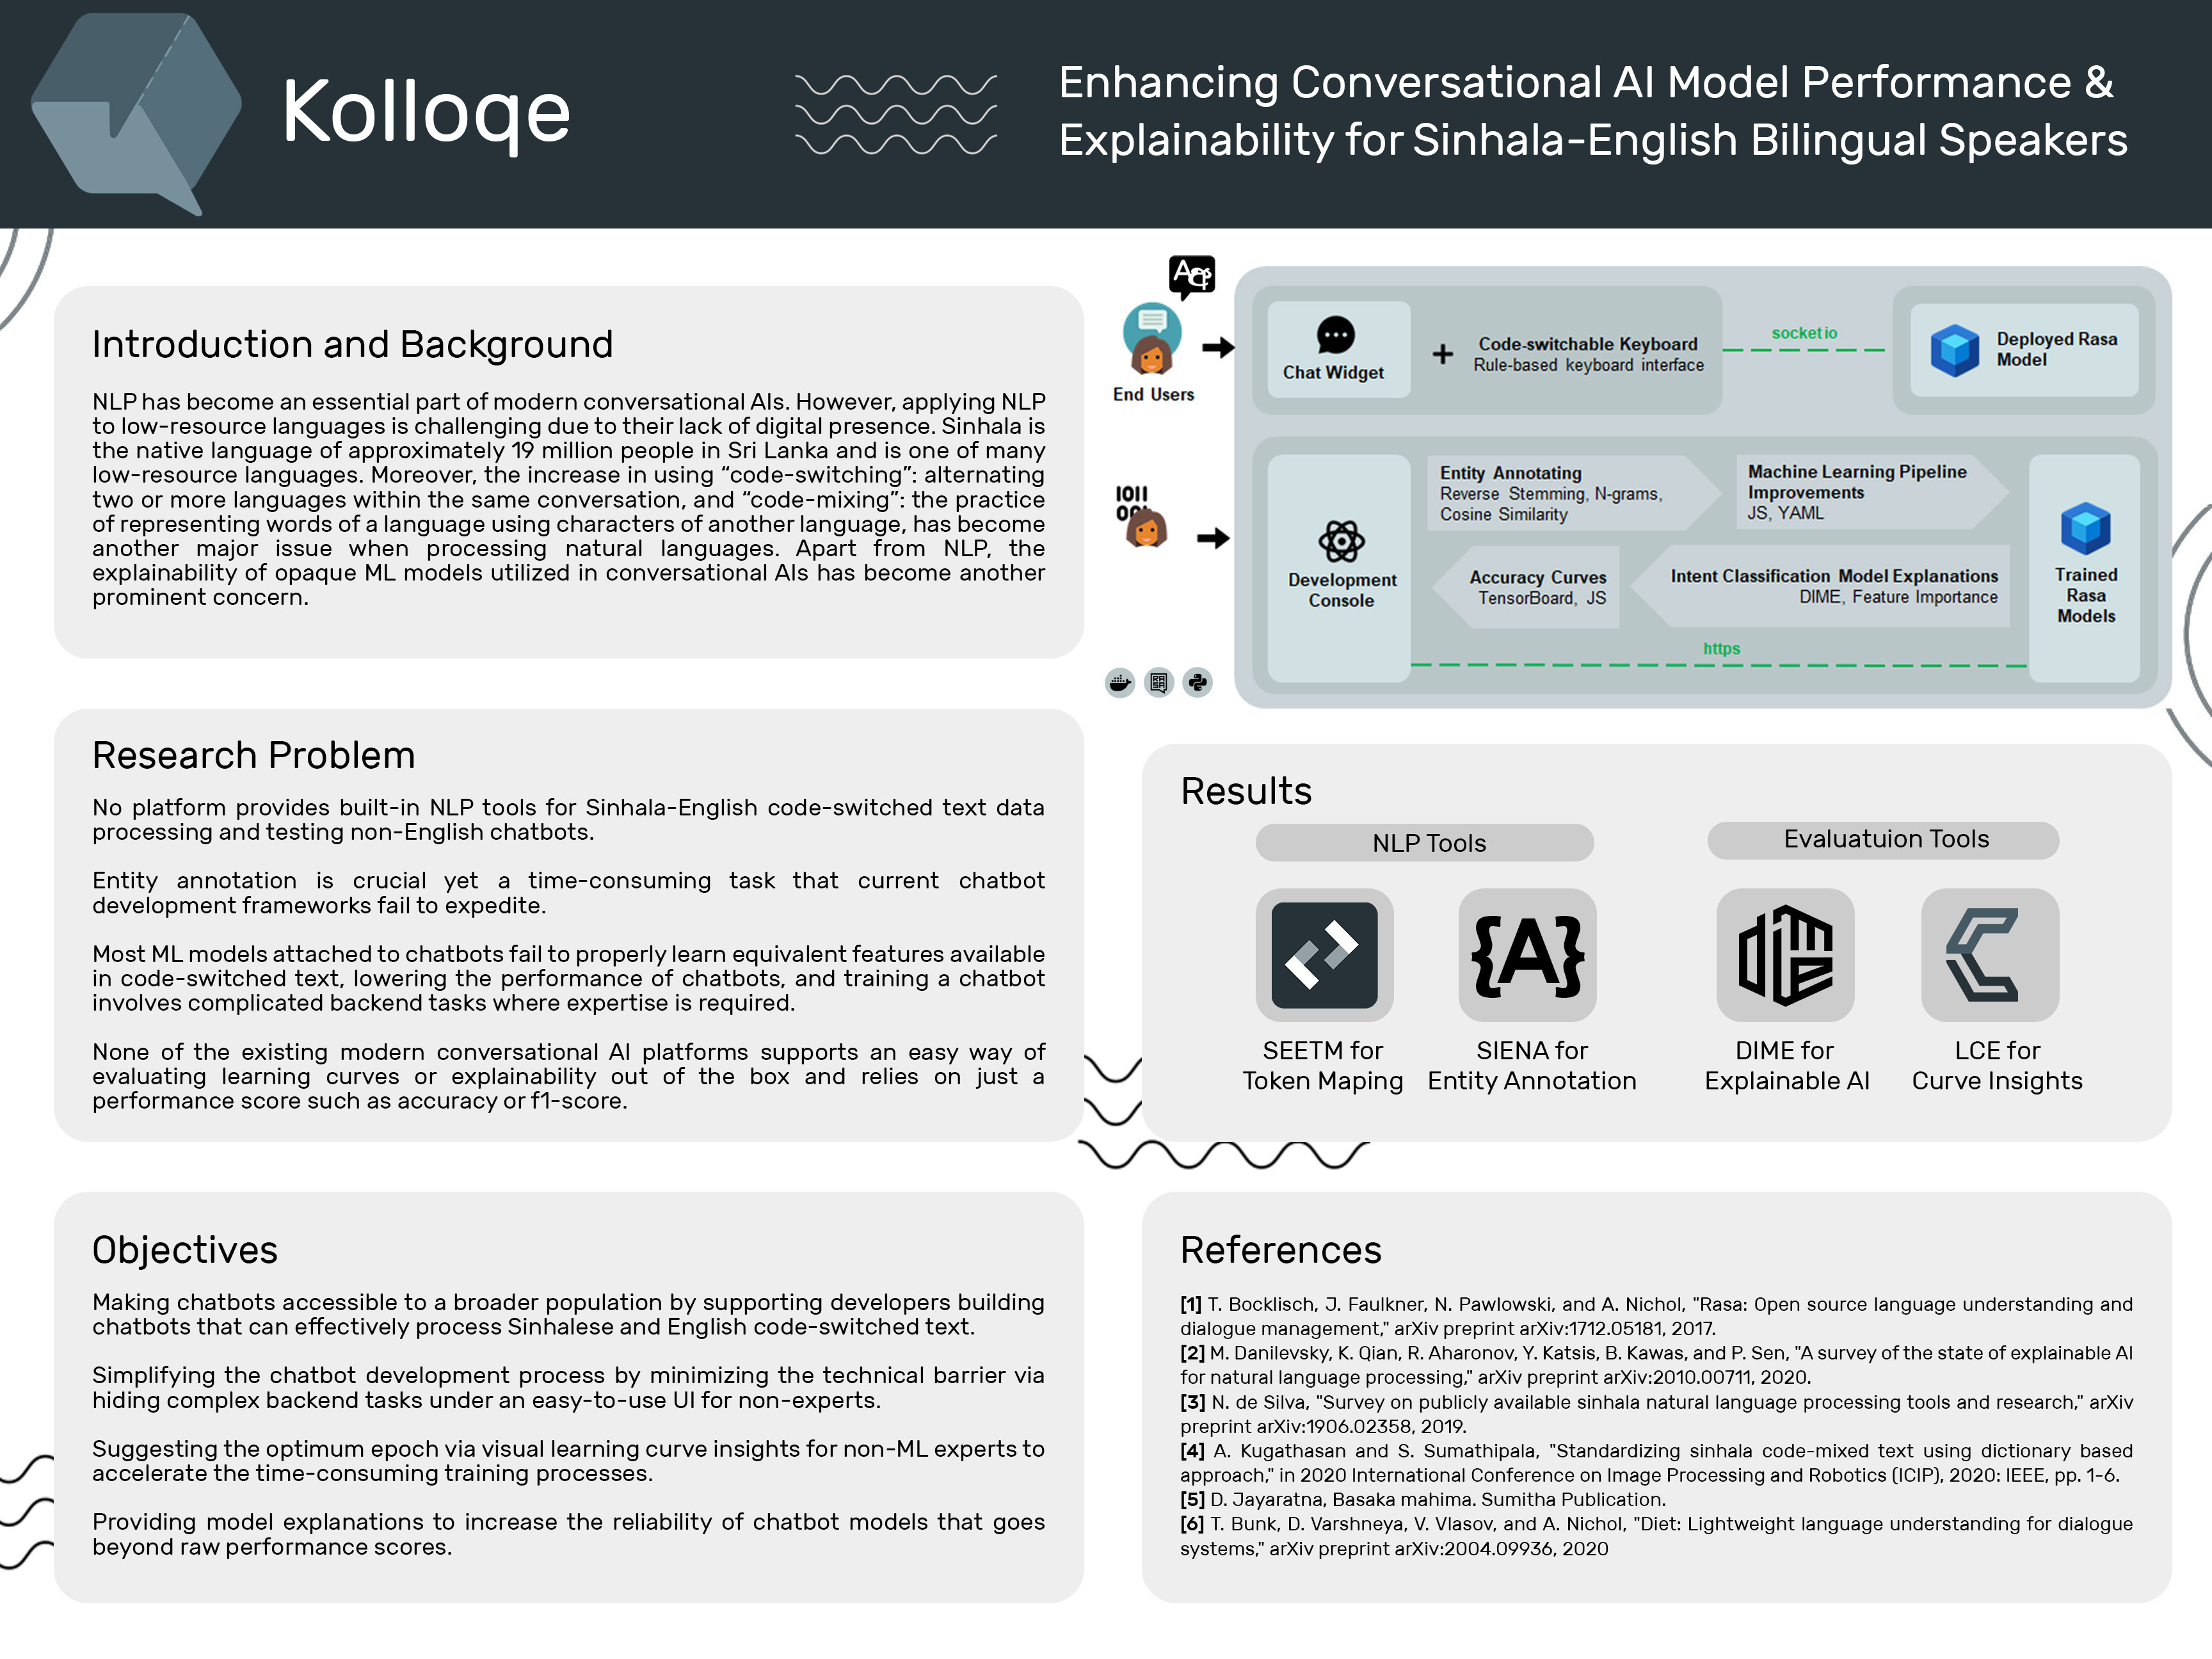 Kolloqe
Enhancing Conversational AI Model Performance &
Explainability for Sinhala-English Bilingual Speakers
Introduction and Background
NLP has become an essential part of modern conversational AIs. However, applying NLP
to low-resource languages is challenging due to their lack of digital presence. Sinhala is
the native language of approximately 19 million people in Sri Lanka and is one of many
low-resource languages. Moreover, the increase in using “code-switching”: alternating
two or more languages within the same conversation, and “code-mixing”: the practice
of representing words of a language using characters of another language, has become
another major issue when processing natural languages. Apart from NLP, the
explainability of opaque ML models utilized in conversational AIs has become another
prominent concern.
Research Problem
No platform provides built-in NLP tools for Sinhala-English code-switched text data
processing and testing non-English chatbots.
Entity annotation is crucial yet a time-consuming task that current chatbot
development frameworks fail to expedite.
Most ML models attached to chatbots fail to properly learn equivalent features available
in code-switched text, lowering the performance of chatbots, and training a chatbot
involves complicated backend tasks where expertise is required.
None of the existing modern conversational AI platforms supports an easy way of
evaluating learning curves or explainability out of the box and relies on just a
performance score such as accuracy or f1-score.
Objectives
Making chatbots accessible to a broader population by supporting developers building
chatbots that can effectively process Sinhalese and English code-switched text.
Simplifying the chatbot development process by minimizing the technical barrier via
hiding complex backend tasks under an easy-to-use UI for non-experts.
Suggesting the optimum epoch via visual learning curve insights for non-ML experts to
accelerate the time-consuming training processes.
Providing model explanations to increase the reliability of chatbot models that goes
beyond raw performance scores.
End Users
Chat Widget
+
Code-switchable Keyboard
Rule-based keyboard interface
socketio
Deployed Rasa
Model
1011
Development
Console
Entity Annotating
Reverse Stemming, N-grams,
Cosine Similarity
Machine Learning Pipeline
Improvements
JS, YAML
Accuracy Curves
TensorBoard, JS
Intent Classification Model Explanations
DIME, Feature Importance
Trained
Rasa
Models
https
RASA
Results
NLP Tools
Evaluatuion Tools
{A}
dime
SEETM for
Token Maping
SIENA for
Entity Annotation
DIME for
Explainable AI
LCE for
Curve Insights
References
[1] T. Bocklisch, J. Faulkner, N. Pawlowski, and A. Nichol, "Rasa: Open source language understanding and
dialogue management," arXiv preprint arXiv:1712.05181, 2017.
[2] M. Danilevsky, K. Qian, R. Aharonov, Y. Katsis, B. Kawas, and P. Sen, "A survey of the state of explainable AI
for natural language processing," arXiv preprint arXiv:2010.00711, 2020.
[3] N. de Silva, "Survey on publicly available sinhala natural language processing tools and research," arXiv
preprint arXiv:1906.02358, 2019.
[4] A. Kugathasan and S. Sumathipala, "Standardizing sinhala code-mixed text using dictionary based
approach," in 2020 International Conference on Image Processing and Robotics (ICIP), 2020: IEEE, pp. 1-6.
[5] D. Jayaratna, Basaka mahima. Sumitha Publication.
[6] T. Bunk, D. Varshneya, V. Vlasov, and A. Nichol, "Diet: Lightweight language understanding for dialogue
systems," arXiv preprint arXiv:2004.09936, 2020